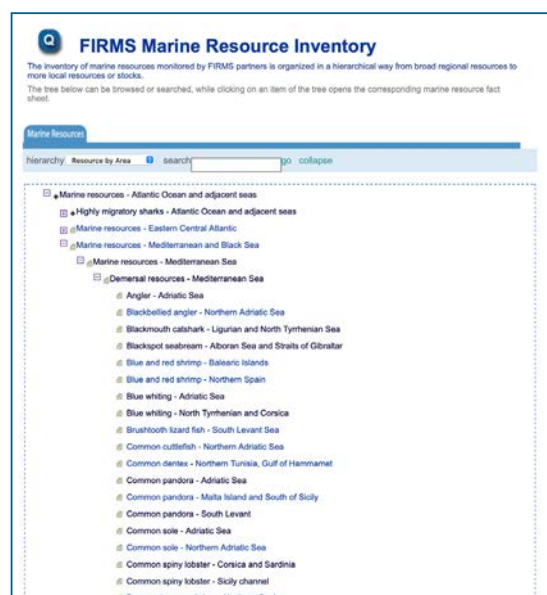 Q
FIRMS Marine Resource Inventory
The inventory of marine resources monitored by FIRMS partners is organized in a hierarchical way from broad regional resources to
more local resources or stocks.
The tree below can be browsed or searched, while clicking on an item of the tree opens the corresponding marine resource fact
sheet.
Marine Resources
hierarchy Resource by Area search go collapse
Marine resources - Atlantic Ocean and adjacent seas
Highly migratory sharks - Atlantic Ocean and adjacent seas
Marine resources - Eastern Central Atlantic
Marine resources - Mediterranean and Black Sea
Marine resources - Mediterranean Sea
Demersal resources - Mediterranean Sea
Angler - Adriatic Sea
Blackbellied angler - Northern Adriatic Sea
Blackmouth catshark - Ligurian and North Tyrrhenian Sea
Blackspot seabream - Alboran Sea and Straits of Gibraltar
Blue and red shrimp - Balearic Islands
Blue and red shrimp - Northern Spain
Blue whiting - Adriatic Sea
Blue whiting - North Tyrrhenian and Corsica
Brushtooth lizard fish - South Levant Sea
Common cuttlefish - Northern Adriatic Sea
Common dentex - Northern Tunisia, Gulf of Hammamet
Common pandora - Adriatic Sea
Common pandora - Malta Island and South of Sicily
Common pandora - South Levant
Common sole - Adriatic Sea
Common sole - Northern Adriatic Sea
Common spiny lobster - Corsica and Sardinia
Common spiny lobster - Sicily channel